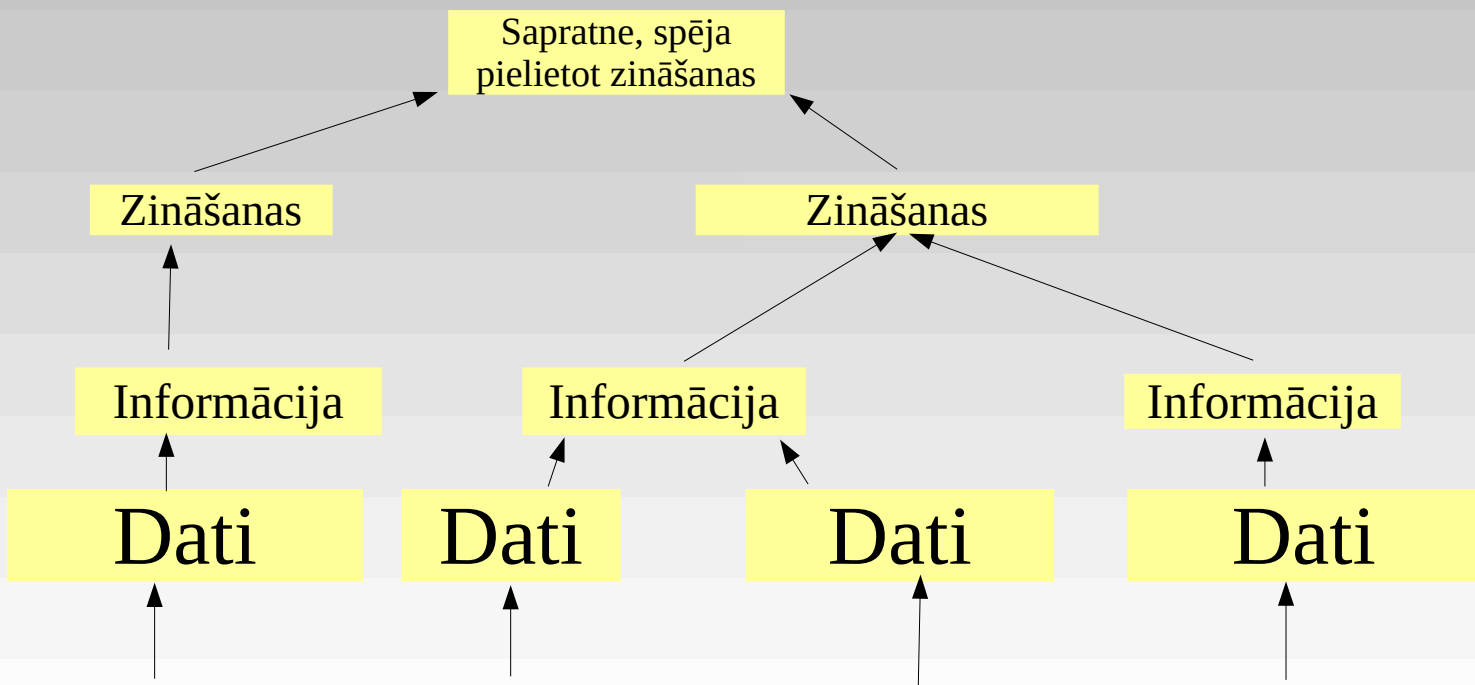 Sapratne, spēja
pielietot zināšanas
Zināšanas
Zināšanas
Informācija
Informācija
Informācija
Dati
Dati
Dati
Dati